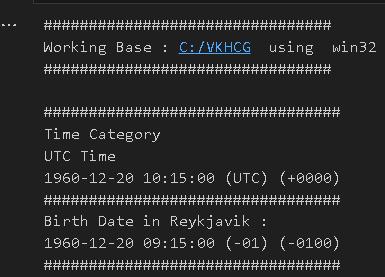 ################################
Working Base : C:/VKHCG  using  win32
################################
#################################
Time Category
UTC Time
1960-12-20 10:15:00 (UTC) (+0000)
#################################
Birth Date in Reykjavik :
1960-12-20 09:15:00 (-01) (-0100)
#################################